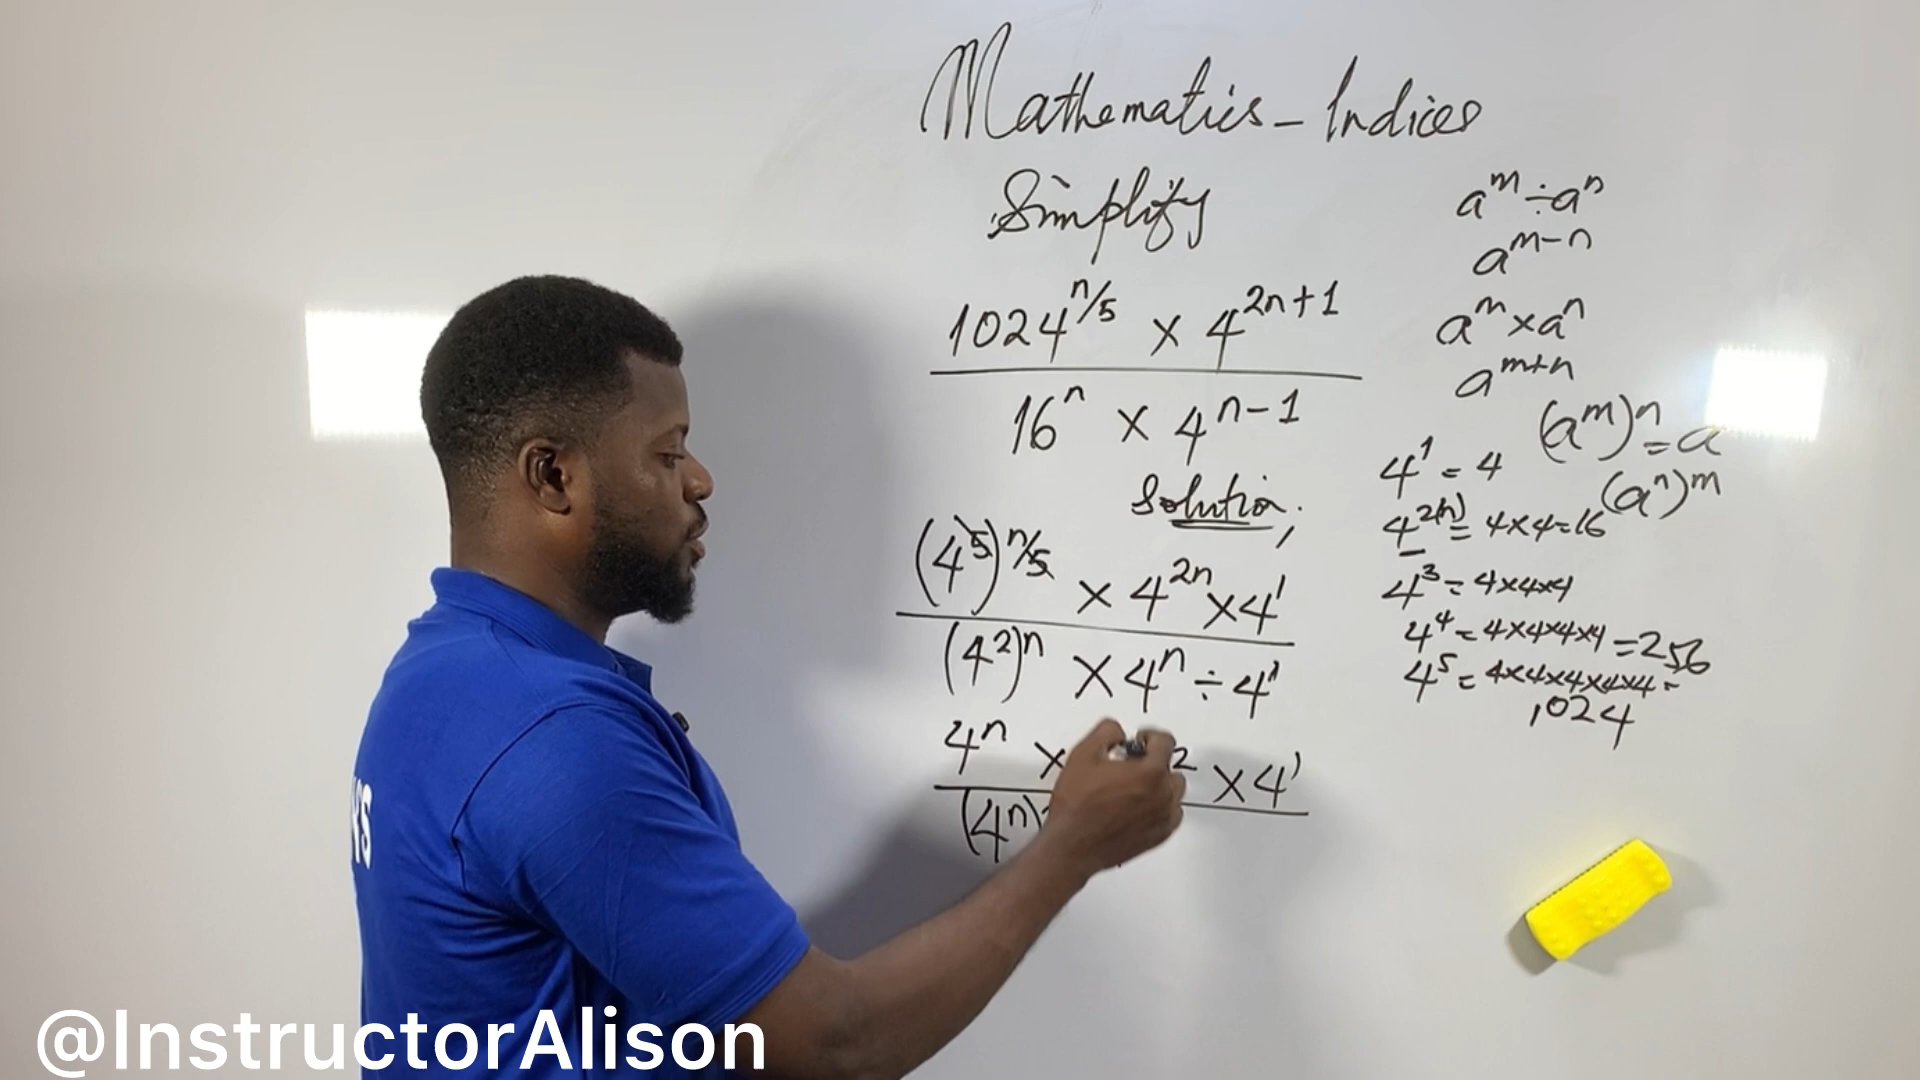 Mathematics - Indices
Simplify
1024^{n/5} × 4^{2n+1}
16^n × 4^{n-1}
Solution;
(4^5)^{n/5} × 4^{2n} × 4^1
(4^2)^n × 4^n ÷ 4^1
4^n × 2 × 4^1
(4^n)
a^m ÷ a^n
a^{m-n}
a^m × a^n
a^{m+n}
(a^m)^n = a
(a^n)^m
4^1 = 4
4^{2(n)} = 4×4=16
4^3 = 4×4×4
4^4 = 4×4×4×4 = 256
4^5 = 4×4×4×4×4 =
1024
@InstructorAlison